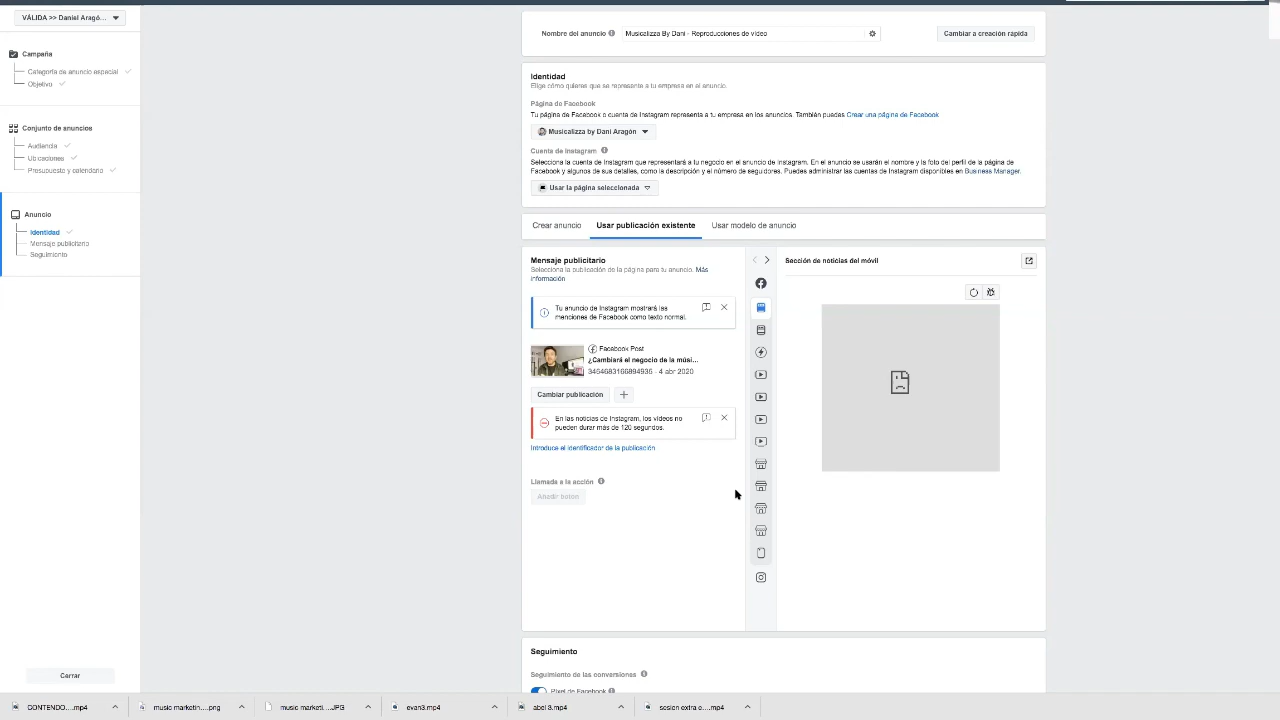 VÁLIDA >> Daniel Aragó...
Campaña
Categoría de anuncio especial
Objetivo
Conjunto de anuncios
Audiencia
Ubicaciones
Presupuesto y calendario
Anuncio
Identidad
Mensaje publicitario
Seguimiento
Cerrar
Nombre del anuncio
Musicalizza By Dani - Reproducciones de vídeo
Cambiar a creación rápida
Identidad
Elige cómo quieres que se represente a tu empresa en el anuncio.
Página de Facebook
Tu página de Facebook o cuenta de Instagram representa a tu empresa en los anuncios. También puedes Crear una página de Facebook
Musicalizza by Dani Aragón
Cuenta de Instagram
Selecciona la cuenta de Instagram que representará a tu negocio en el anuncio de Instagram. En el anuncio se usarán el nombre y la foto del perfil de la página de
Facebook y algunos de sus detalles, como la descripción y el número de seguidores. Puedes administrar las cuentas de Instagram disponibles en Business Manager.
Usar la página seleccionada
Crear anuncio
Usar publicación existente
Usar modelo de anuncio
Mensaje publicitario
Selecciona la publicación de la página para tu anuncio. Más
información
Tu anuncio de Instagram mostrará las
menciones de Facebook como texto normal.
Facebook Post
¿Cambiará el negocio de la músi...
3464683166894935 - 4 abr 2020
Cambiar publicación
En las noticias de Instagram, los vídeos no
pueden durar más de 120 segundos.
Introduce el identificador de la publicación
Llamada a la acción
Añadir botón
Sección de noticias del móvil
Seguimiento
Seguimiento de las conversiones
Píxel de Facebook
CONTENDO....mp4
music marketin....png
music marketi....JPG
evan3.mp4
abel 3.mp4
sesion extra o....mp4